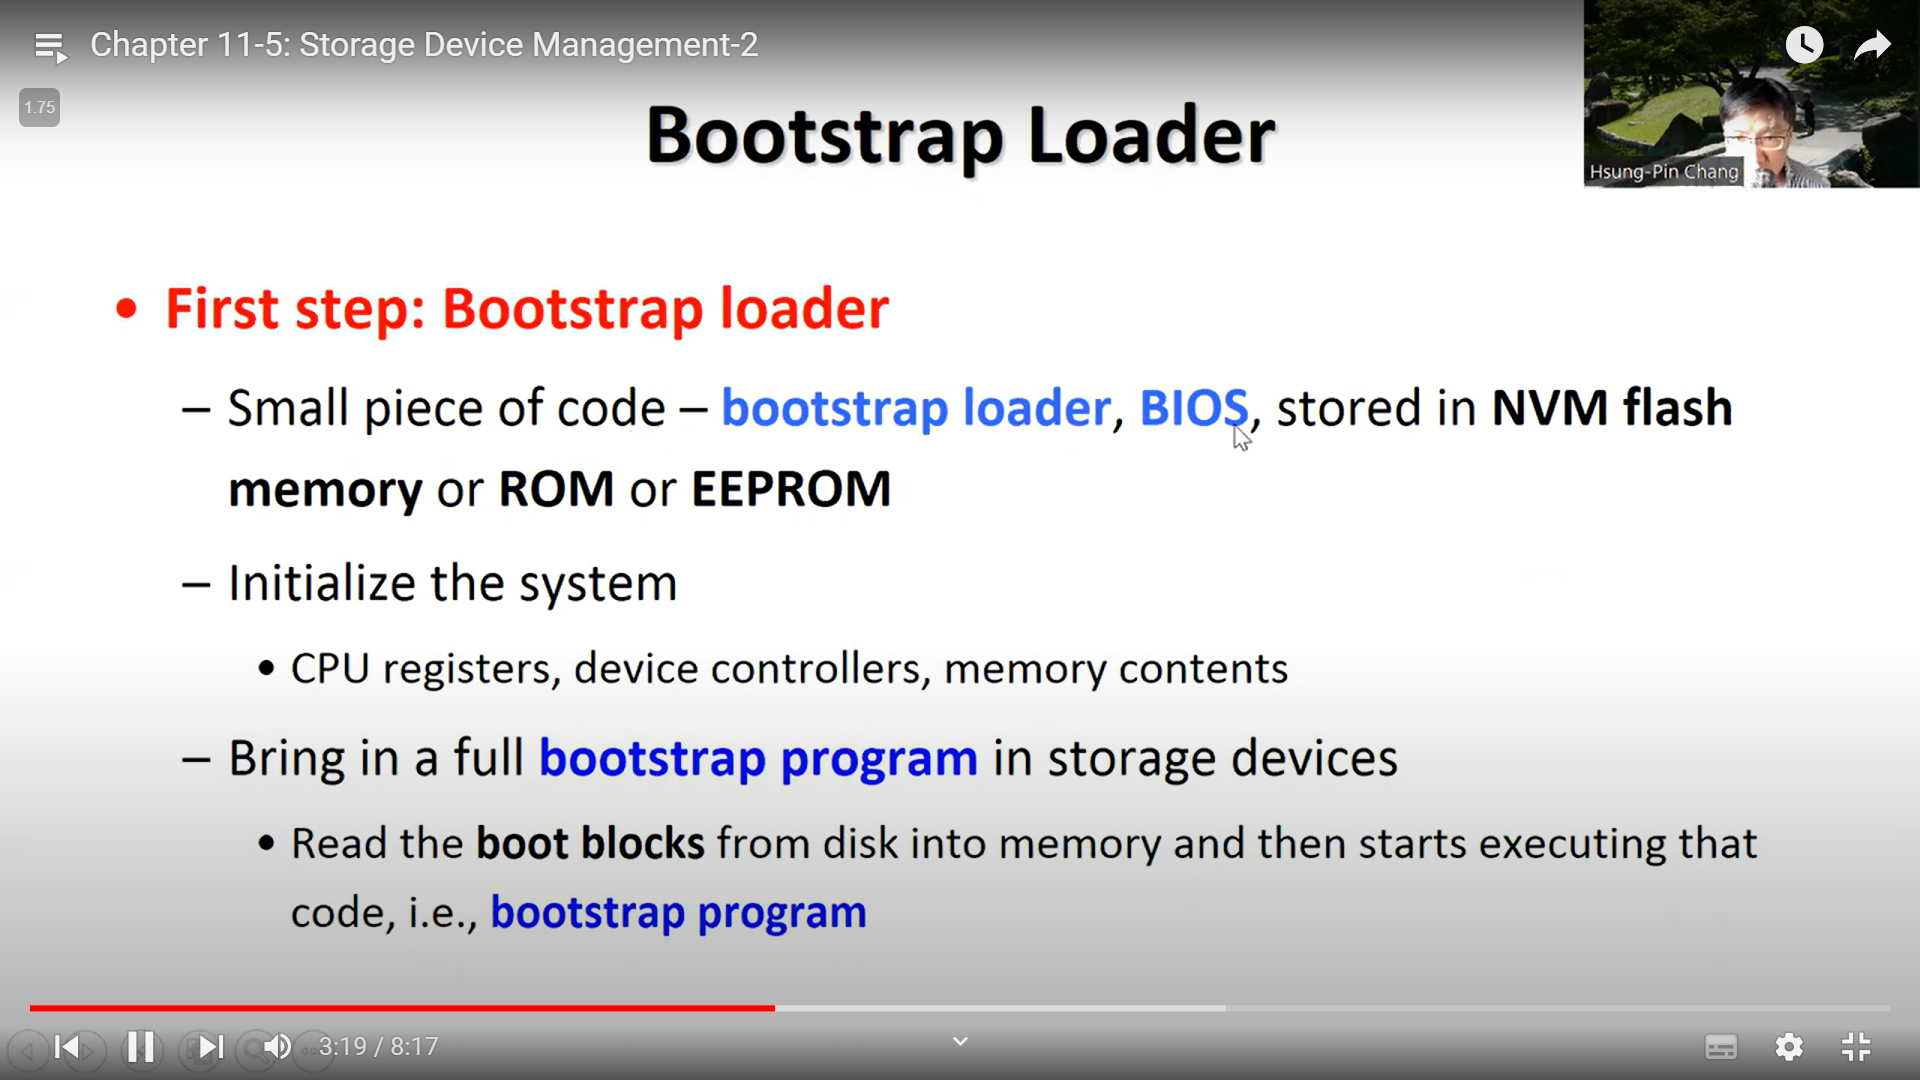 Chapter 11-5: Storage Device Management-2
1.75
Hsung-Pin Chang
Bootstrap Loader
• First step: Bootstrap loader
– Small piece of code – bootstrap loader, BIOS, stored in NVM flash
memory or ROM or EEPROM
– Initialize the system
• CPU registers, device controllers, memory contents
– Bring in a full bootstrap program in storage devices
• Read the boot blocks from disk into memory and then starts executing that
code, i.e., bootstrap program
3:19 / 8:17